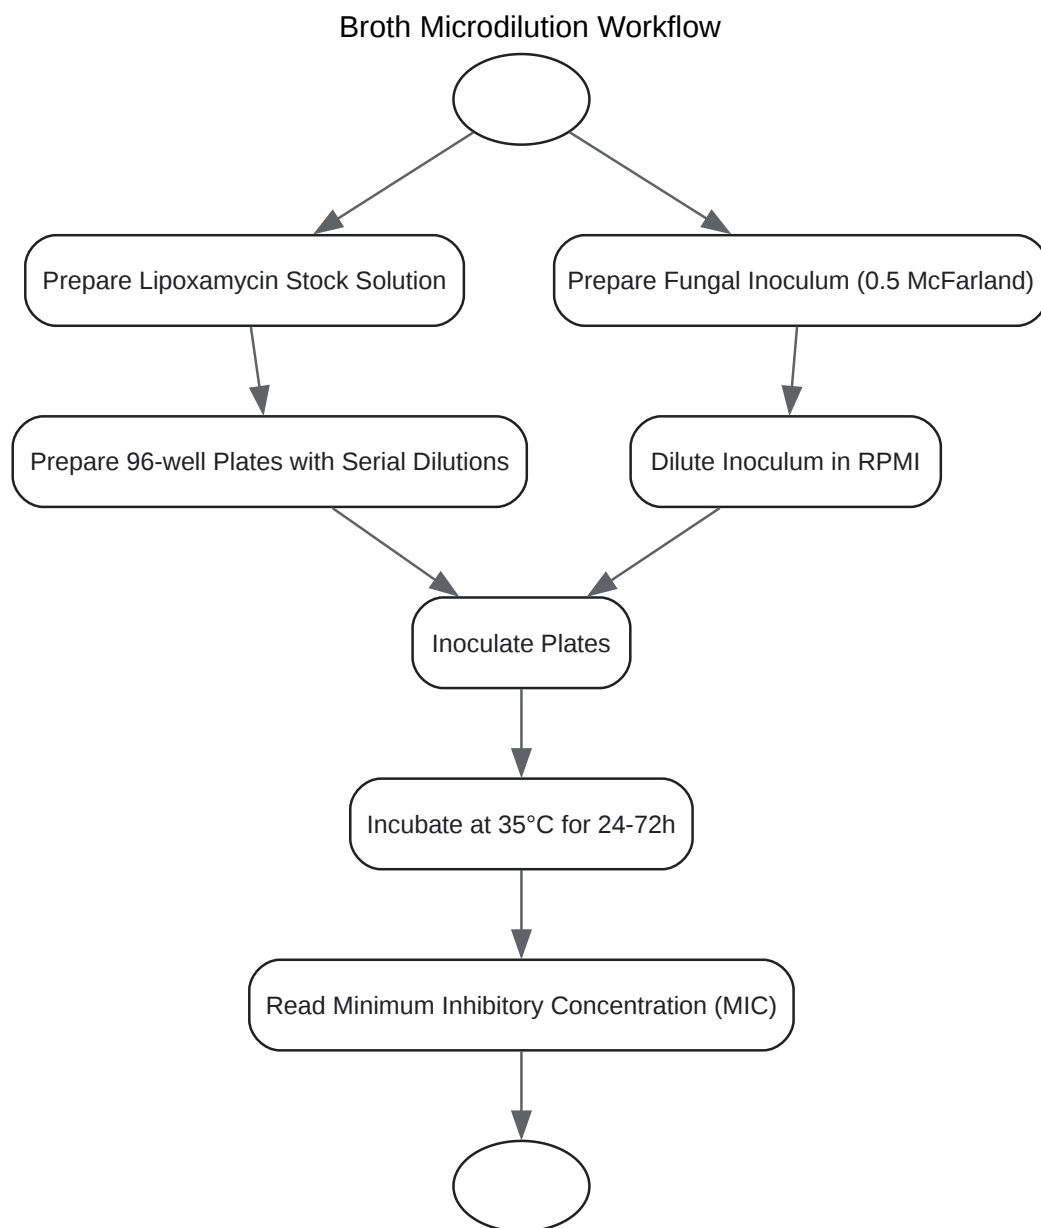 Broth Microdilution Workflow
Prepare Lipoxamycin Stock Solution
Prepare Fungal Inoculum (0.5 McFarland)
Prepare 96-well Plates with Serial Dilutions
Dilute Inoculum in RPMI
Inoculate Plates
Incubate at 35°C for 24-72h
Read Minimum Inhibitory Concentration (MIC)